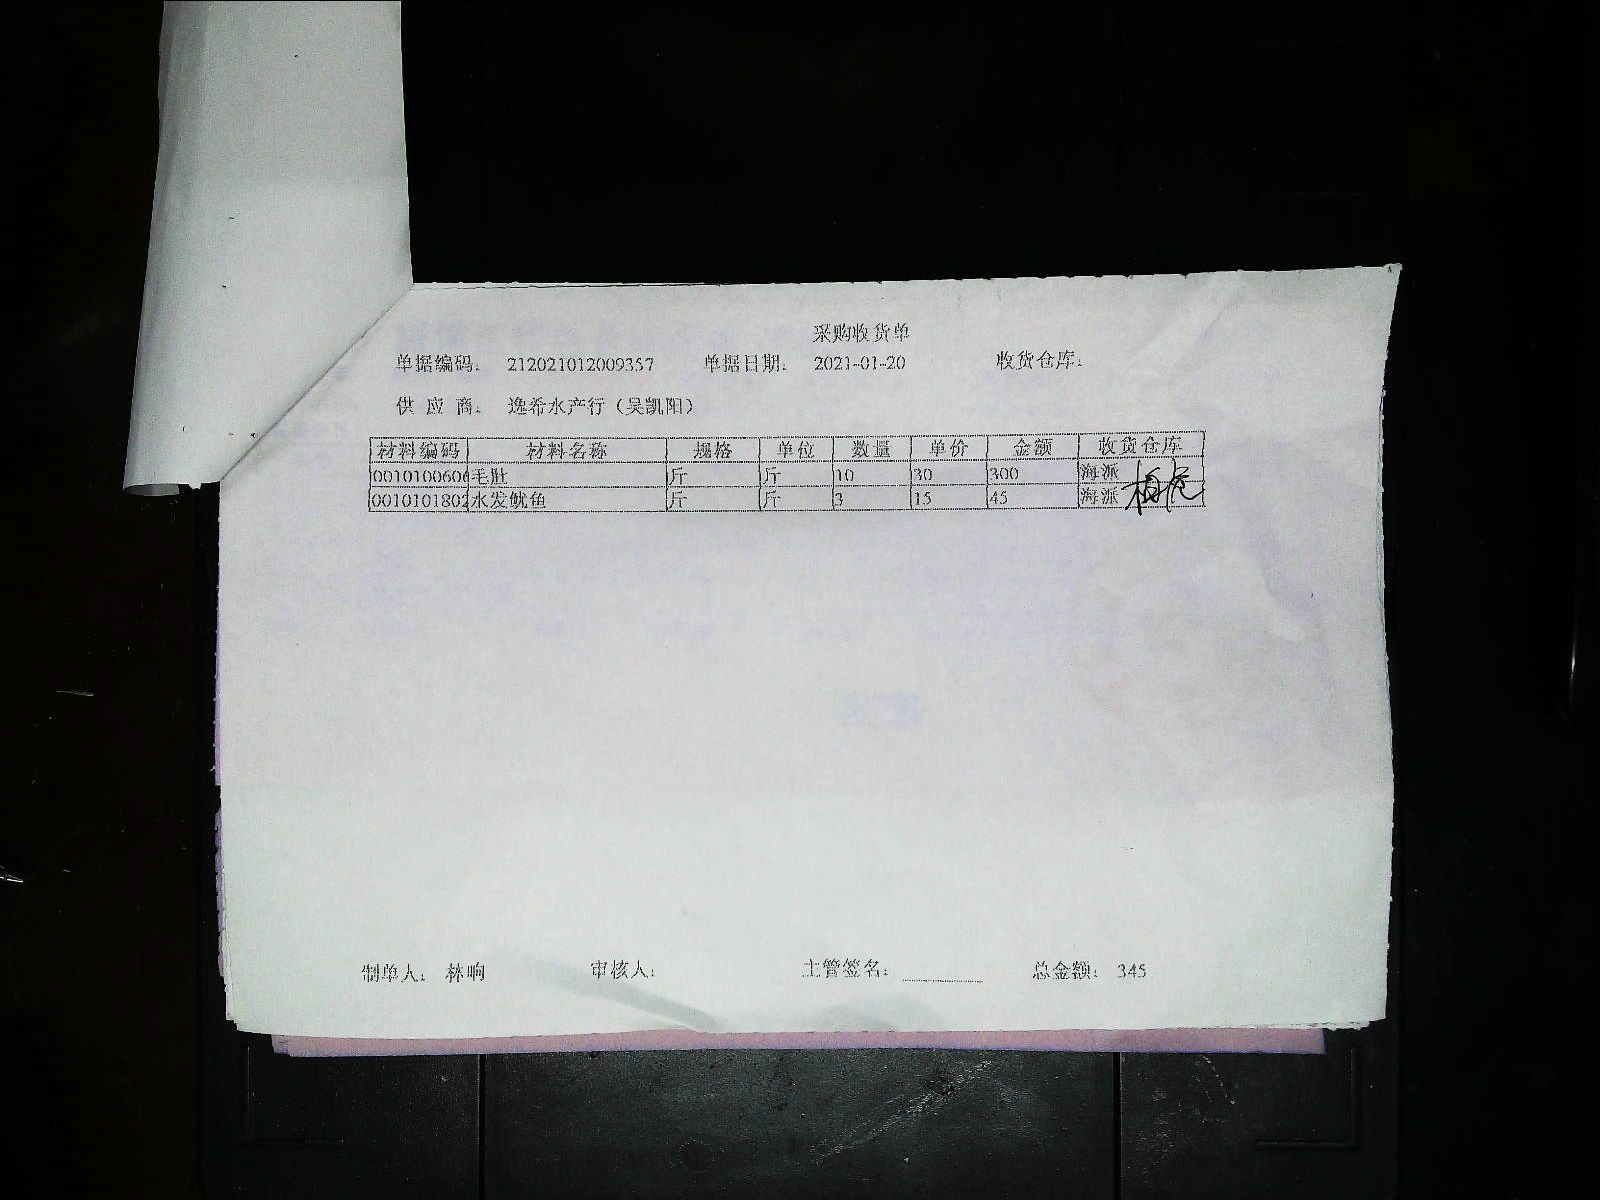 采购收货单
单据编码： 212021012009357 单据日期： 2021-01-20 收货仓库：
供 应 商： 逸希水产行（吴凯阳）
材料编码 材料名称 规格 单位 数量 单价 金额 收货仓库
0010100606 毛肚 斤 斤 10 30 300 海派
0010101802 水发鱿鱼 斤 斤 3 15 45 海派
制单人： 林响 审核人： 主管签名： 总金额： 345